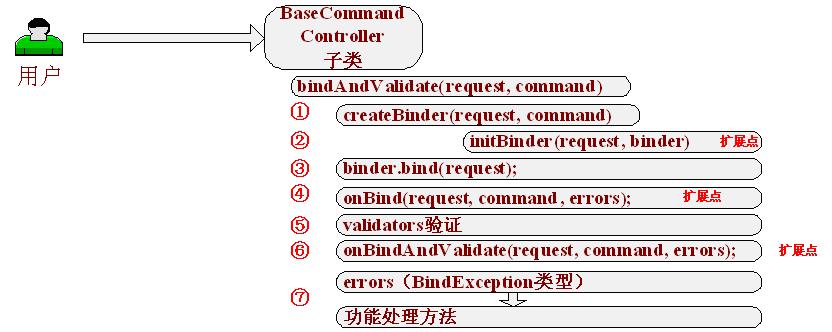 用户
BaseCommand
Controller
子类
bindAndValidate(request, command)
① createBinder(request, command)
② initBinder(request, binder) 扩展点
③ binder.bind(request);
④ onBind(request, command, errors); 扩展点
⑤ validators验证
⑥ onBindAndValidate(request, command, errors); 扩展点
errors（BindException类型）
⑦
功能处理方法